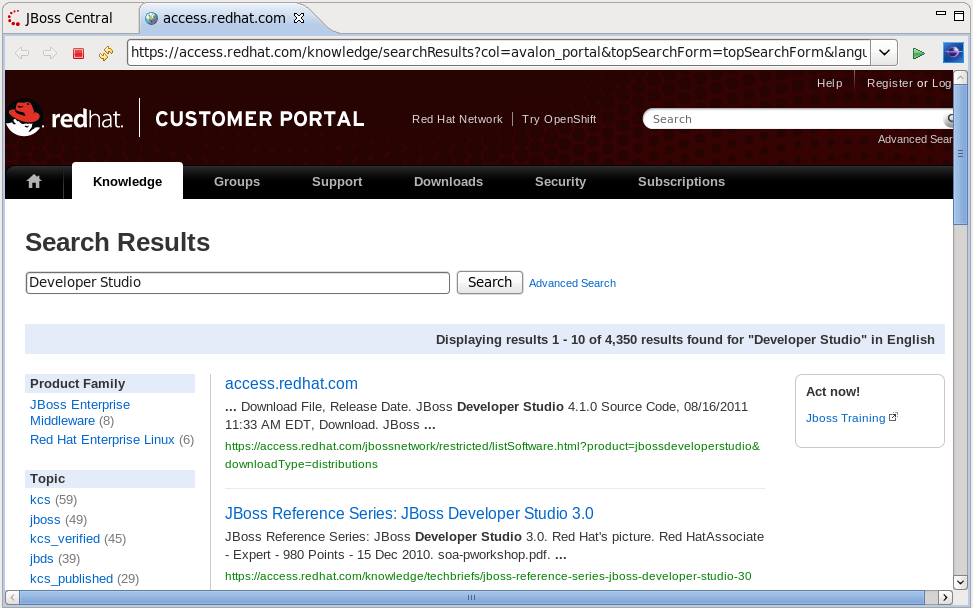 JBoss Central
access.redhat.com
https://access.redhat.com/knowledge/searchResults?col=avalon_portal&topSearchForm=topSearchForm&langu
Help
Register or Log
redhat.
CUSTOMER PORTAL
Red Hat Network
Try OpenShift
Search
Advanced Sear
Knowledge
Groups
Support
Downloads
Security
Subscriptions
Search Results
Developer Studio
Search
Advanced Search
Displaying results 1 - 10 of 4,350 results found for "Developer Studio" in English
Product Family
JBoss Enterprise
Middleware (8)
Red Hat Enterprise Linux (6)
Topic
kcs (59)
jboss (49)
kcs_verified (45)
jbds (39)
kcs_published (29)
access.redhat.com
... Download File, Release Date. JBoss Developer Studio 4.1.0 Source Code, 08/16/2011
11:33 AM EDT, Download. JBoss ...
https://access.redhat.com/jbossnetwork/restricted/listSoftware.html?product=jbossdeveloperstudio&
downloadType=distributions
JBoss Reference Series: JBoss Developer Studio 3.0
JBoss Reference Series: JBoss Developer Studio 3.0. Red Hat's picture. Red HatAssociate
- Expert - 980 Points - 15 Dec 2010. soa-pworkshop.pdf. ...
https://access.redhat.com/knowledge/techbriefs/jboss-reference-series-jboss-developer-studio-30
Act now!
Jboss Training